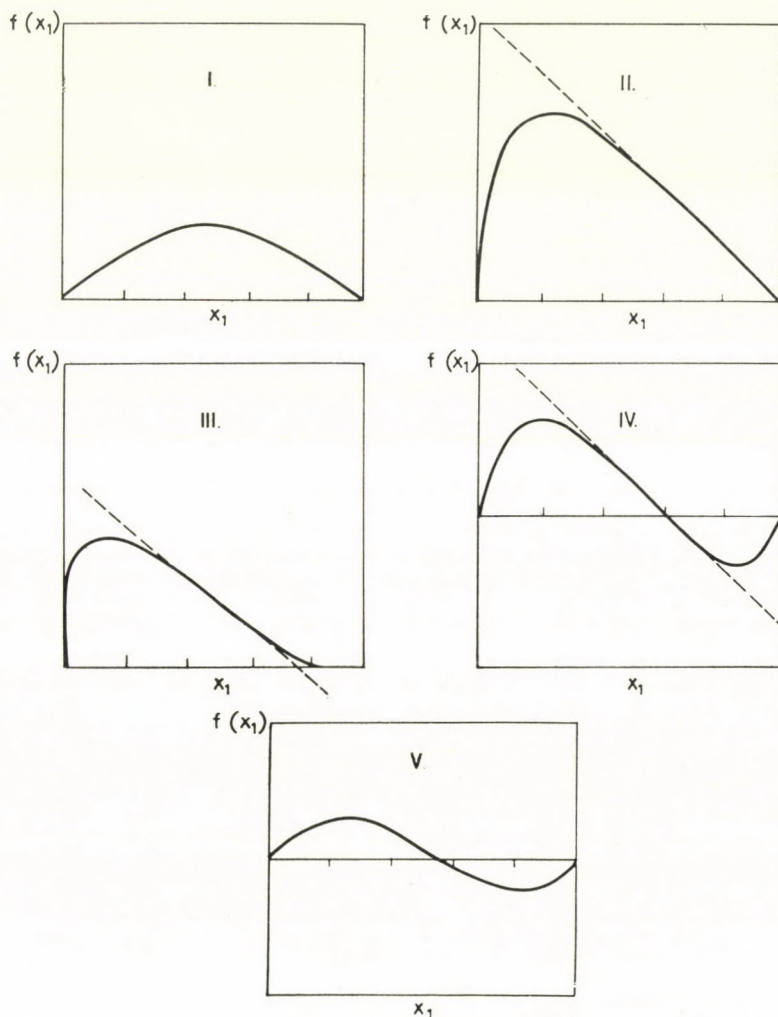 f (x₁)
I.
x₁
f (x₁)
II.
x₁
f (x₁)
III.
x₁
f (x₁)
IV.
x₁
f (x₁)
V.
x₁